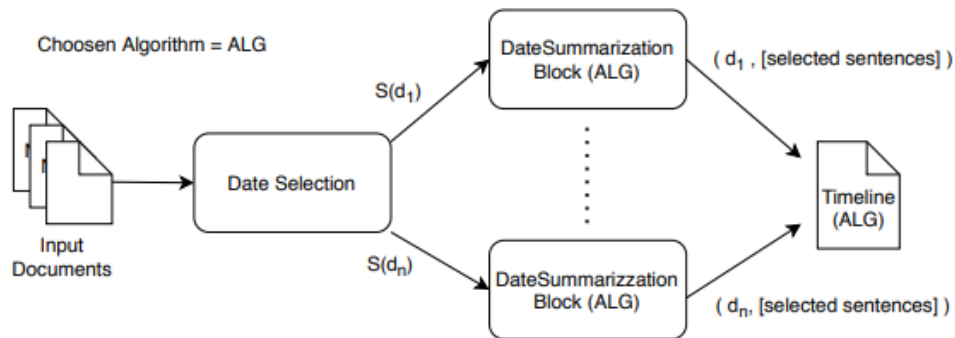 Choosen Algorithm = ALG
Input
Documents
Date Selection
S(d1)
S(dn)
DateSummarization
Block (ALG)
DateSummarizzation
Block (ALG)
( d1 , [selected sentences] )
( dn, [selected sentences] )
Timeline
(ALG)